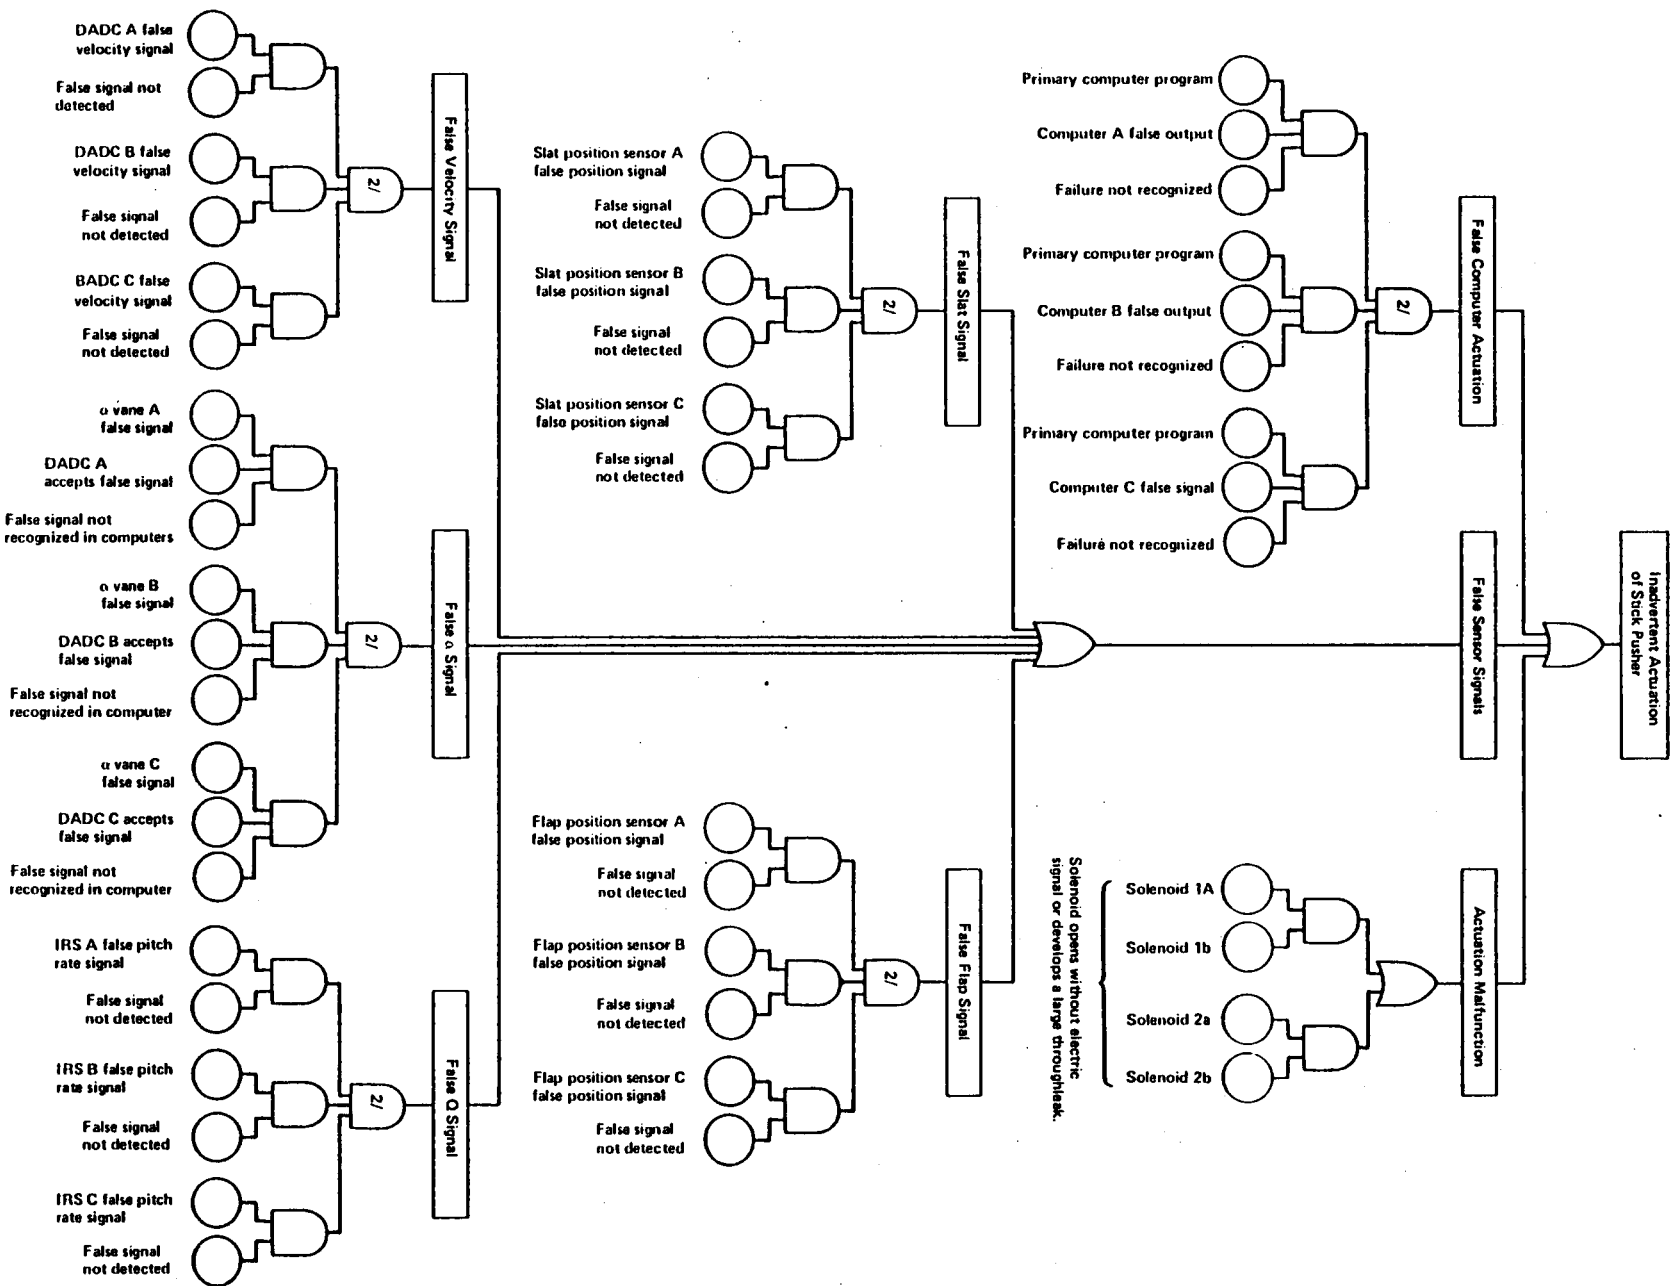 DADC A false
velocity signal
False signal not
detected
DADC B false
velocity signal
False signal
not detected
BADC C false
velocity signal
False signal
not detected
2/
False Velocity Signal
α vane A
false signal
DADC A
accepts false signal
False signal not
recognized in computers
α vane B
false signal
DADC B accepts
false signal
False signal not
recognized in computer
α vane C
false signal
DADC C accepts
false signal
False signal not
recognized in computer
2/
False α Signal
IRS A false pitch
rate signal
False signal
not detected
IRS B false pitch
rate signal
False signal
not detected
IRS C false pitch
rate signal
False signal
not detected
2/
False Q Signal
Slat position sensor A
false position signal
False signal
not detected
Slat position sensor B
false position signal
False signal
not detected
Slat position sensor C
false position signal
False signal
not detected
2/
False Slat Signal
Flap position sensor A
false position signal
False signal
not detected
Flap position sensor B
false position signal
False signal
not detected
Flap position sensor C
false position signal
False signal
not detected
2/
False Flap Signal
Primary computer program
Computer A false output
Failure not recognized
Primary computer program
Computer B false output
Failure not recognized
Primary computer program
Computer C false signal
Failure not recognized
2/
False Computer Actuation
False Sensor Signals
Solenoid opens without electric
signal or develops a large throughleak.
Solenoid 1A
Solenoid 1b
Solenoid 2a
Solenoid 2b
Actuation Malfunction
Inadvertent Actuation
of Stick Pusher